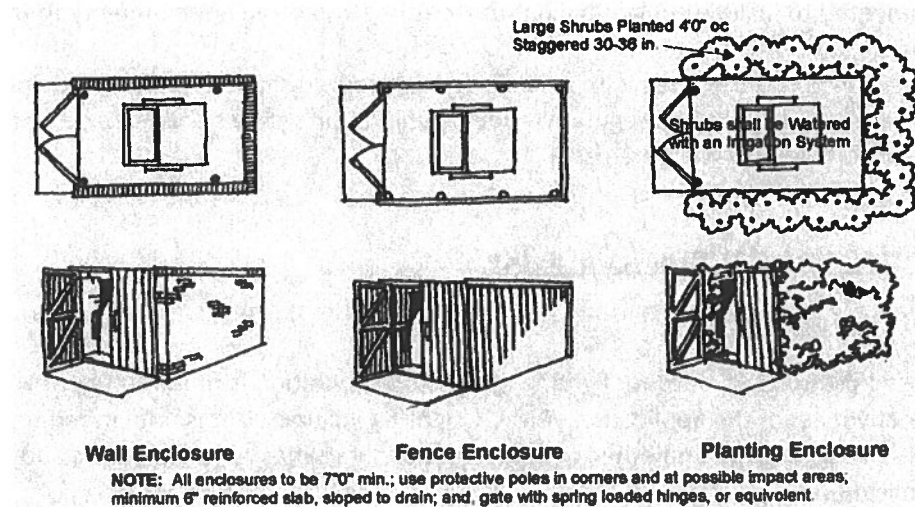 Large Shrubs Planted 4'0" oc
Staggered 30-36 in.
Shrubs shall be Watered
with an Irrigation System
Wall Enclosure
Fence Enclosure
Planting Enclosure
NOTE: All enclosures to be 7'0" min.; use protective poles in corners and at possible impact areas;
minimum 6" reinforced slab, sloped to drain; and, gate with spring loaded hinges, or equivolent.